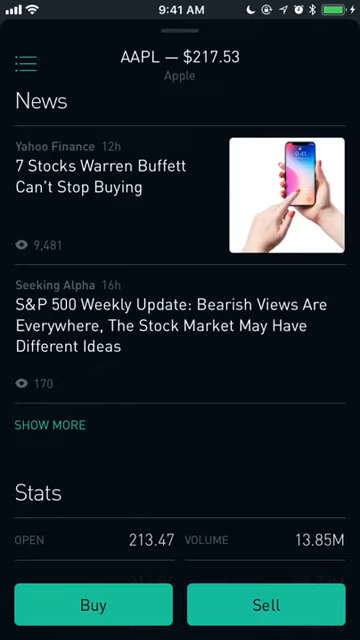 9:41 AM
AAPL — $217.53
Apple
News
Yahoo Finance 12h
7 Stocks Warren Buffett
Can't Stop Buying
9,481
Seeking Alpha 16h
S&P 500 Weekly Update: Bearish Views Are
Everywhere, The Stock Market May Have
Different Ideas
170
SHOW MORE
Stats
OPEN 213.47 VOLUME 13.85M
Buy Sell